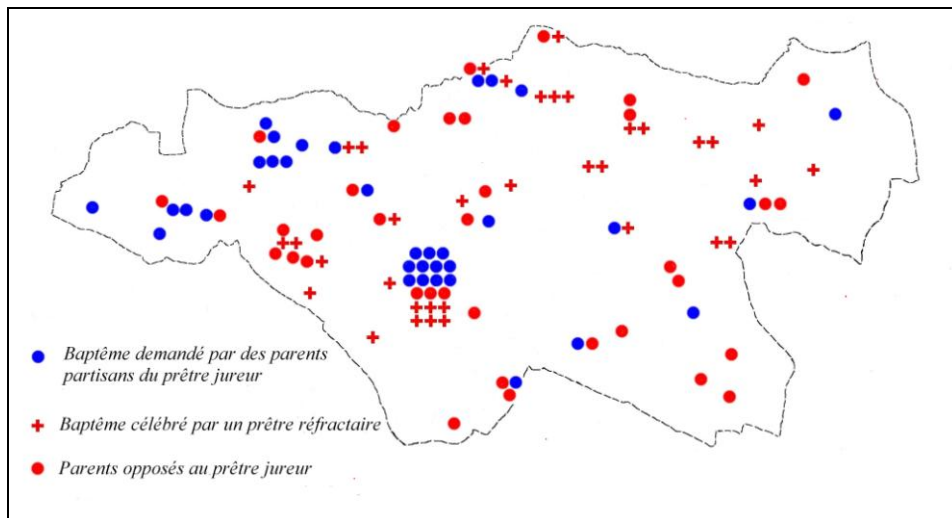 Baptême demandé par des parents
partisans du prêtre jureur
Baptême célébré par un prêtre réfractaire
Parents opposés au prêtre jureur